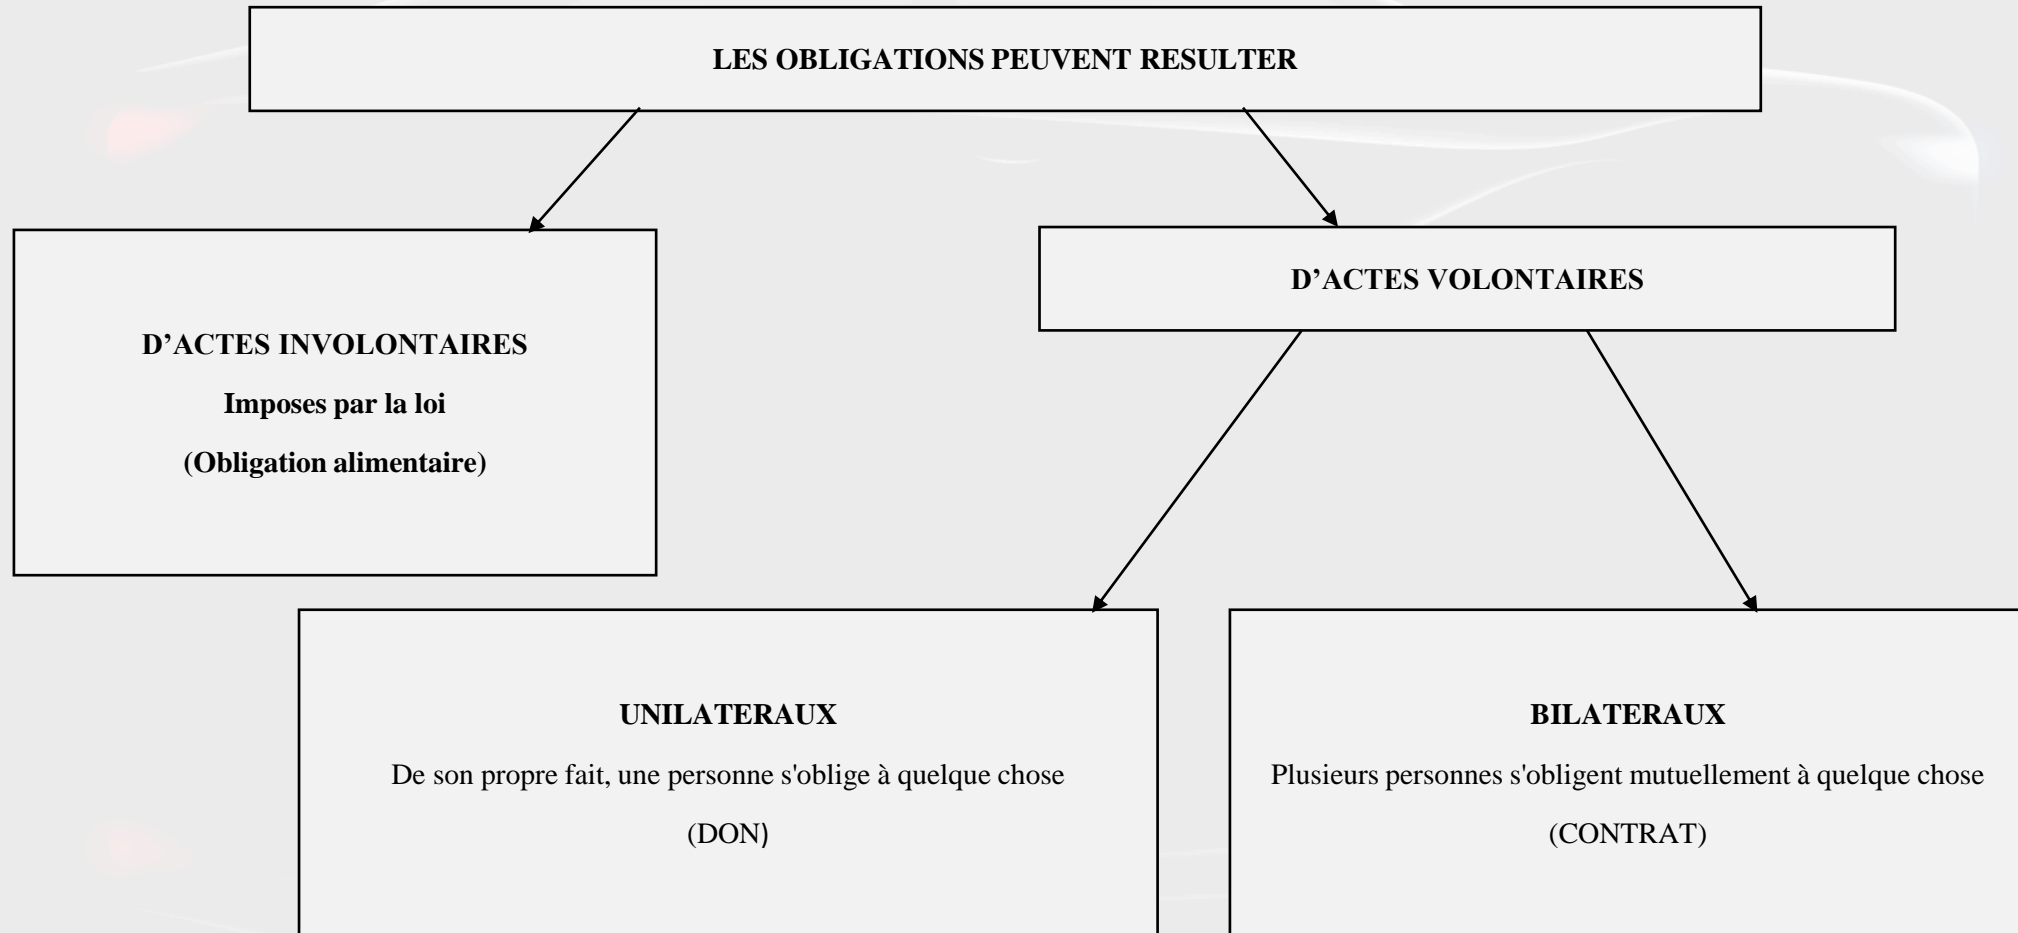 LES OBLIGATIONS PEUVENT RESULTER
D’ACTES INVOLONTAIRES
Imposes par la loi
(Obligation alimentaire)
D’ACTES VOLONTAIRES
UNILATERAUX
De son propre fait, une personne s'oblige à quelque chose
(DON)
BILATERAUX
Plusieurs personnes s'obligent mutuellement à quelque chose
(CONTRAT)